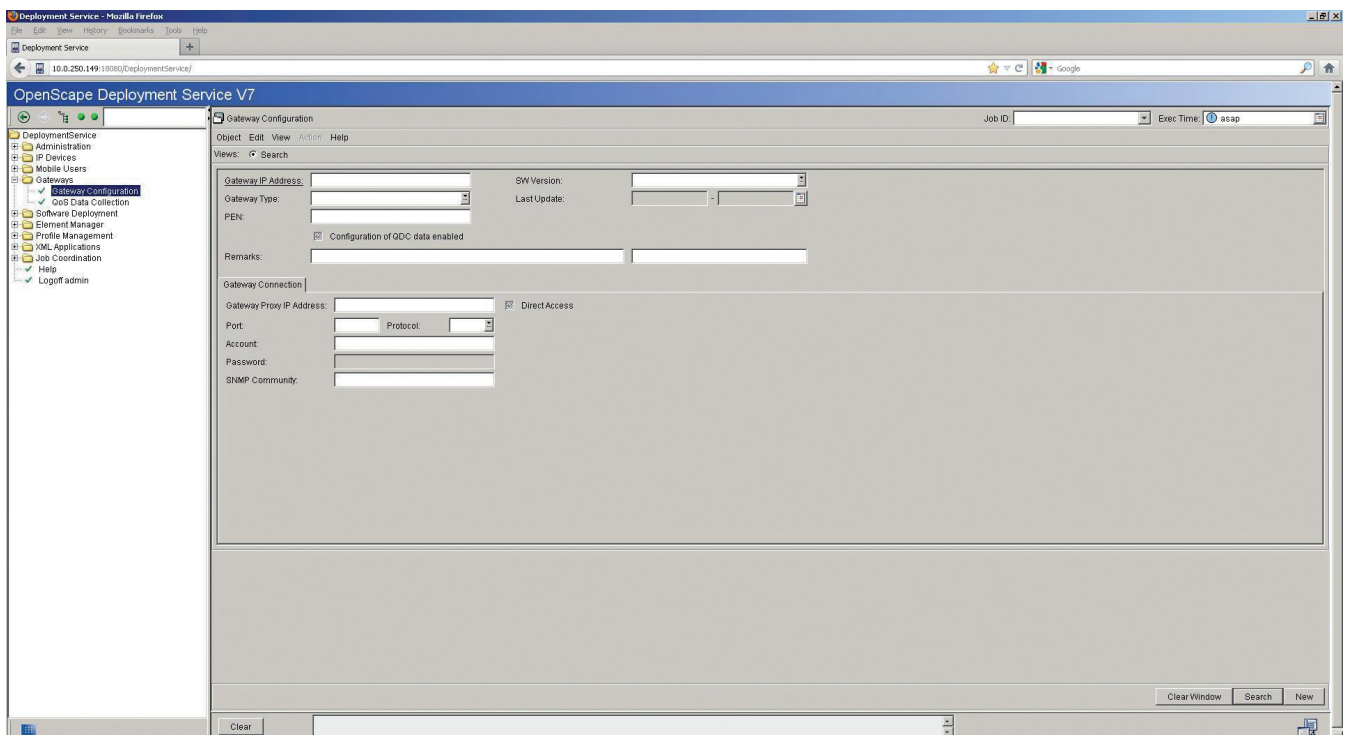 Deployment Service - Mozilla Firefox
File Edit View History Bookmarks Tools Help
Deployment Service +
10.0.250.149:18080/DeploymentService/ Google
OpenScape Deployment Service V7
Gateway Configuration Job ID: Exec Time: asap
Object Edit View Action Help
Views: Search
DeploymentService
Administration
IP Devices
Mobile Users
Gateways
Gateway Configuration
QoS Data Collection
Software Deployment
Element Manager
Profile Management
XML Applications
Job Coordination
Help
Logoff admin
Gateway IP Address: SW Version:
Gateway Type: Last Update: -
PEN:
Configuration of QDC data enabled
Remarks:
Gateway Connection
Gateway Proxy IP Address: Direct Access
Port: Protocol:
Account:
Password:
SNMP Community:
Clear Window Search New
Clear